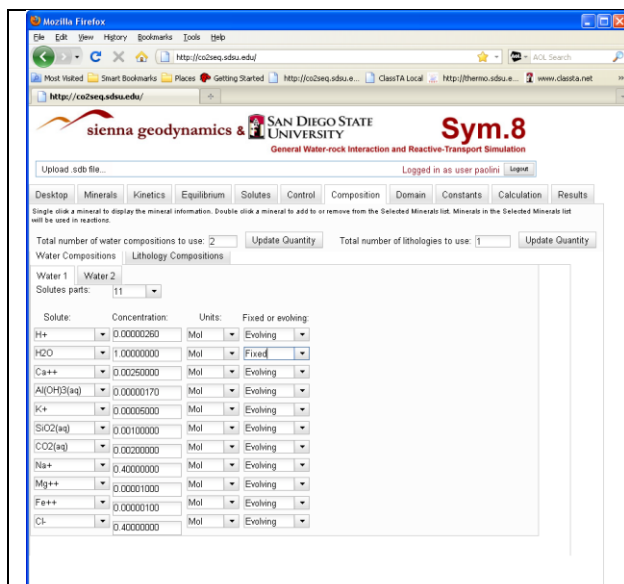 Mozilla Firefox
File Edit View History Bookmarks Tools Help
http://co2seq.sdsu.edu/ AOL Search
Most Visited Smart Bookmarks Places Getting Started http://co2seq.sdsu.e... ClassTA Local http://thermo.sdsu.e... www.classta.net »
http://co2seq.sdsu.edu/
sienna geodynamics & SAN DIEGO STATE UNIVERSITY Sym.8
General Water-rock Interaction and Reactive-Transport Simulation
Upload .sdb file... Logged in as user paolini Logout
Desktop Minerals Kinetics Equilibrium Solutes Control Composition Domain Constants Calculation Results
Single click a mineral to display the mineral information. Double click a mineral to add to or remove from the Selected Minerals list. Minerals in the Selected Minerals list
will be used in reactions.
Total number of water compositions to use: 2 Update Quantity Total number of lithologies to use: 1 Update Quantity
Water Compositions Lithology Compositions
Water 1 Water 2
Solutes parts: 11
Solute: Concentration: Units: Fixed or evolving:
H+ 0.00000260 Mol Evolving
H2O 1.00000000 Mol Fixed
Ca++ 0.00250000 Mol Evolving
Al(OH)3(aq) 0.00000170 Mol Evolving
K+ 0.00005000 Mol Evolving
SiO2(aq) 0.00100000 Mol Evolving
CO2(aq) 0.00200000 Mol Evolving
Na+ 0.40000000 Mol Evolving
Mg++ 0.00001000 Mol Evolving
Fe++ 0.00000100 Mol Evolving
Cl- 0.40000000 Mol Evolving